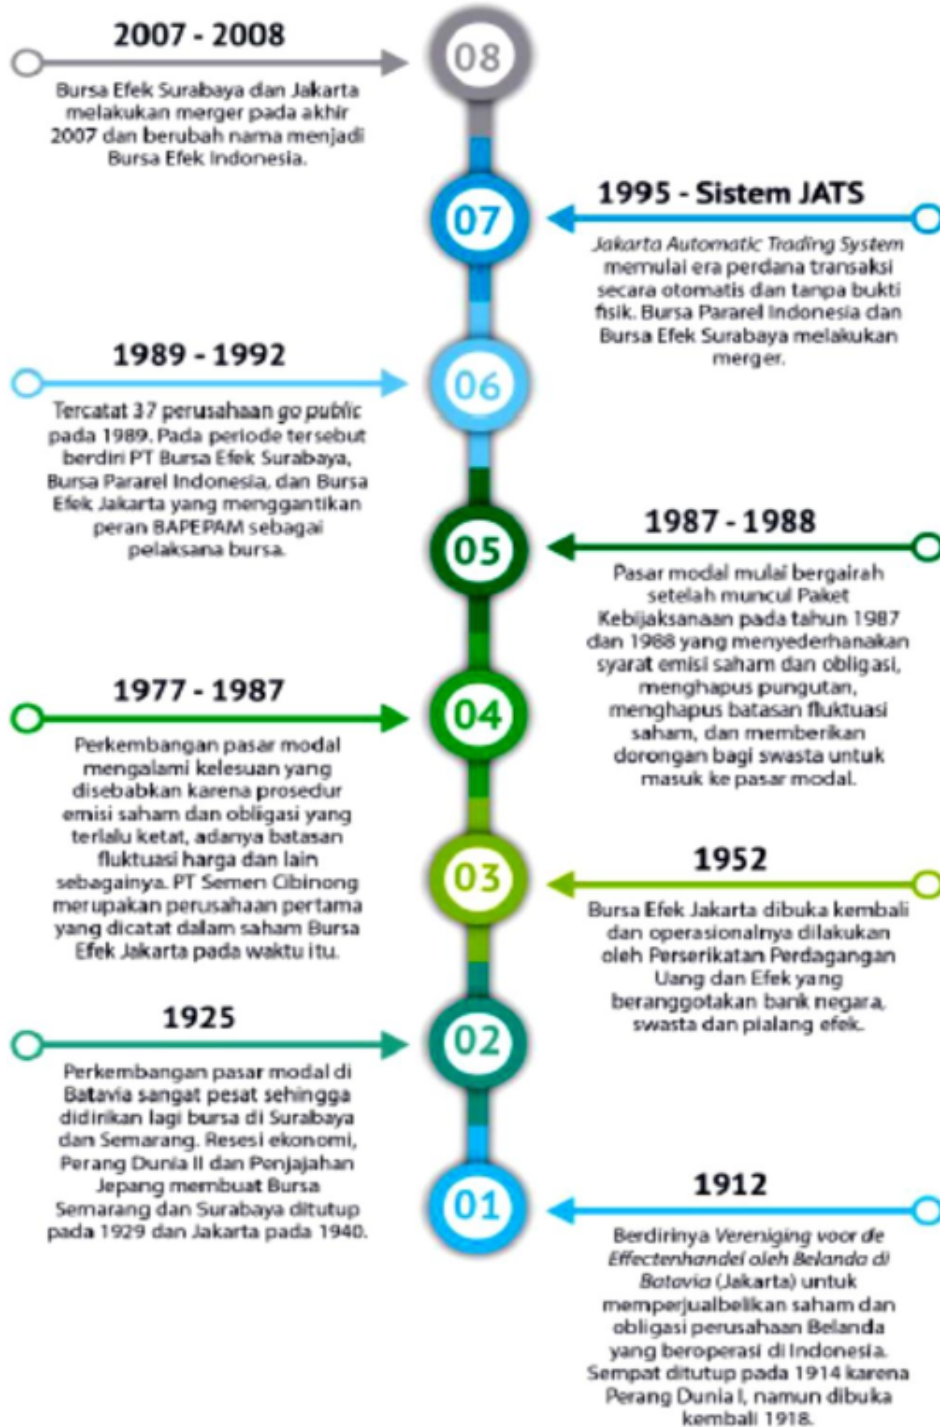 2007 - 2008
08
Bursa Efek Surabaya dan Jakarta
melakukan merger pada akhir
2007 dan berubah nama menjadi
Bursa Efek Indonesia.
1995 - Sistem JATS
07
Jakarta Automatic Trading System
memulai era perdana transaksi
secara otomatis dan tanpa bukti
fisik. Bursa Pararel Indonesia dan
Bursa Efek Surabaya melakukan
merger.
1989 - 1992
06
Tercatat 37 perusahaan go public
pada 1989. Pada periode tersebut
berdiri PT Bursa Efek Surabaya,
Bursa Pararel Indonesia, dan Bursa
Efek Jakarta yang menggantikan
peran BAPEPAM sebagai
pelaksana bursa.
1987 - 1988
05
Pasar modal mulai bergairah
setelah muncul Paket
Kebijaksanaan pada tahun 1987
dan 1988 yang menyederhanakan
syarat emisi saham dan obligasi,
menghapus pungutan,
menghapus batasan fluktuasi
saham, dan memberikan
dorongan bagi swasta untuk
masuk ke pasar modal.
1977 - 1987
04
Perkembangan pasar modal
mengalami kelesuan yang
disebabkan karena prosedur
emisi saham dan obligasi yang
terlalu ketat, adanya batasan
fluktuasi harga dan lain
sebagainya. PT Semen Cibinong
merupakan perusahaan pertama
yang dicatat dalam saham Bursa
Efek Jakarta pada waktu itu.
1952
03
Bursa Efek Jakarta dibuka kembali
dan operasionalnya dilakukan
oleh Perserikatan Perdagangan
Uang dan Efek yang
beranggotakan bank negara,
swasta dan pialang efek.
1925
02
Perkembangan pasar modal di
Batavia sangat pesat sehingga
didirikan lagi bursa di Surabaya
dan Semarang. Resesi ekonomi,
Perang Dunia II dan Penjajahan
Jepang membuat Bursa
Semarang dan Surabaya ditutup
pada 1929 dan Jakarta pada 1940.
1912
01
Berdirinya Vereniging voor de
Effectenhandel oleh Belanda di
Batavia (Jakarta) untuk
memperjualbelikan saham dan
obligasi perusahaan Belanda
yang beroperasi di Indonesia.
Sempat ditutup pada 1914 karena
Perang Dunia I, namun dibuka
kembali 1918.